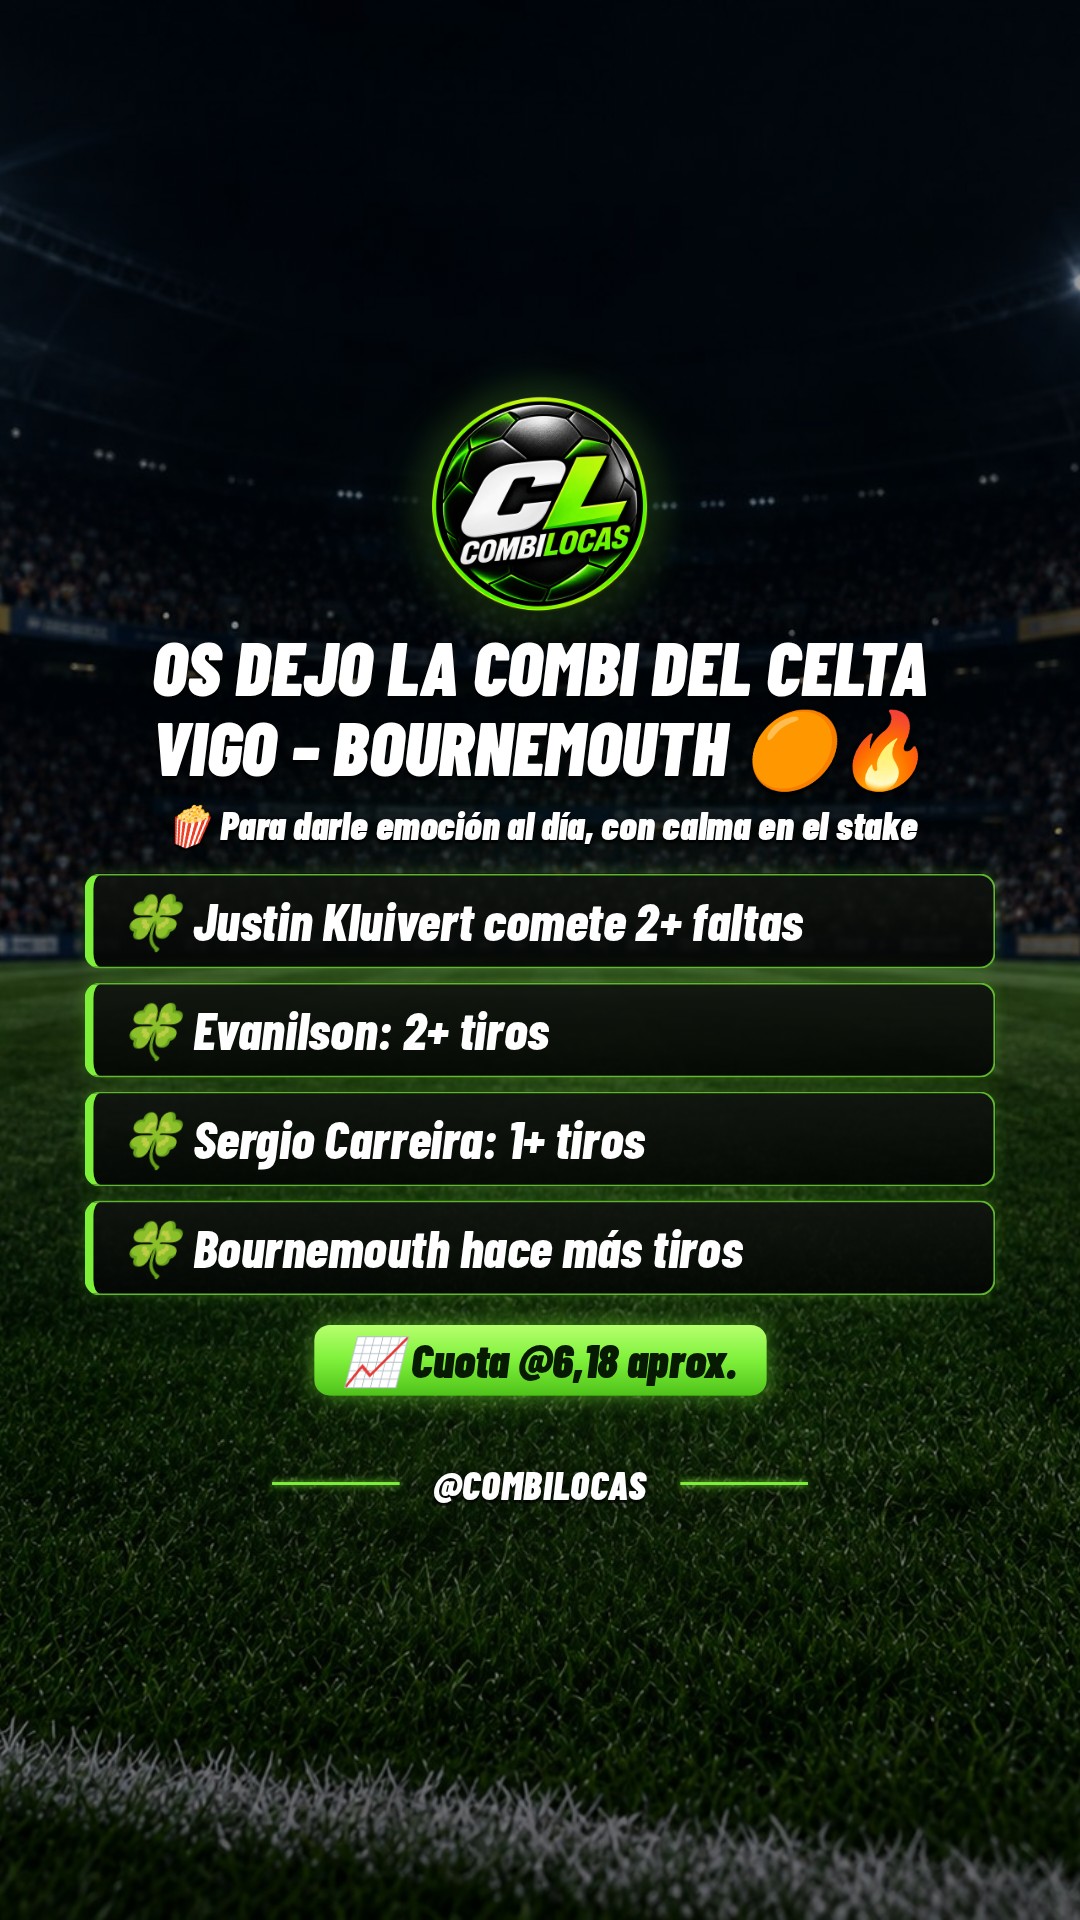 CL
COMBILOCAS
OS DEJO LA COMBI DEL CELTA
VIGO - BOURNEMOUTH 🟠🔥
🍿 Para darle emoción al día, con calma en el stake
🍀 Justin Kluivert comete 2+ faltas
🍀 Evanilson: 2+ tiros
🍀 Sergio Carreira: 1+ tiros
🍀 Bournemouth hace más tiros
📈 Cuota @6,18 aprox.
@COMBILOCAS